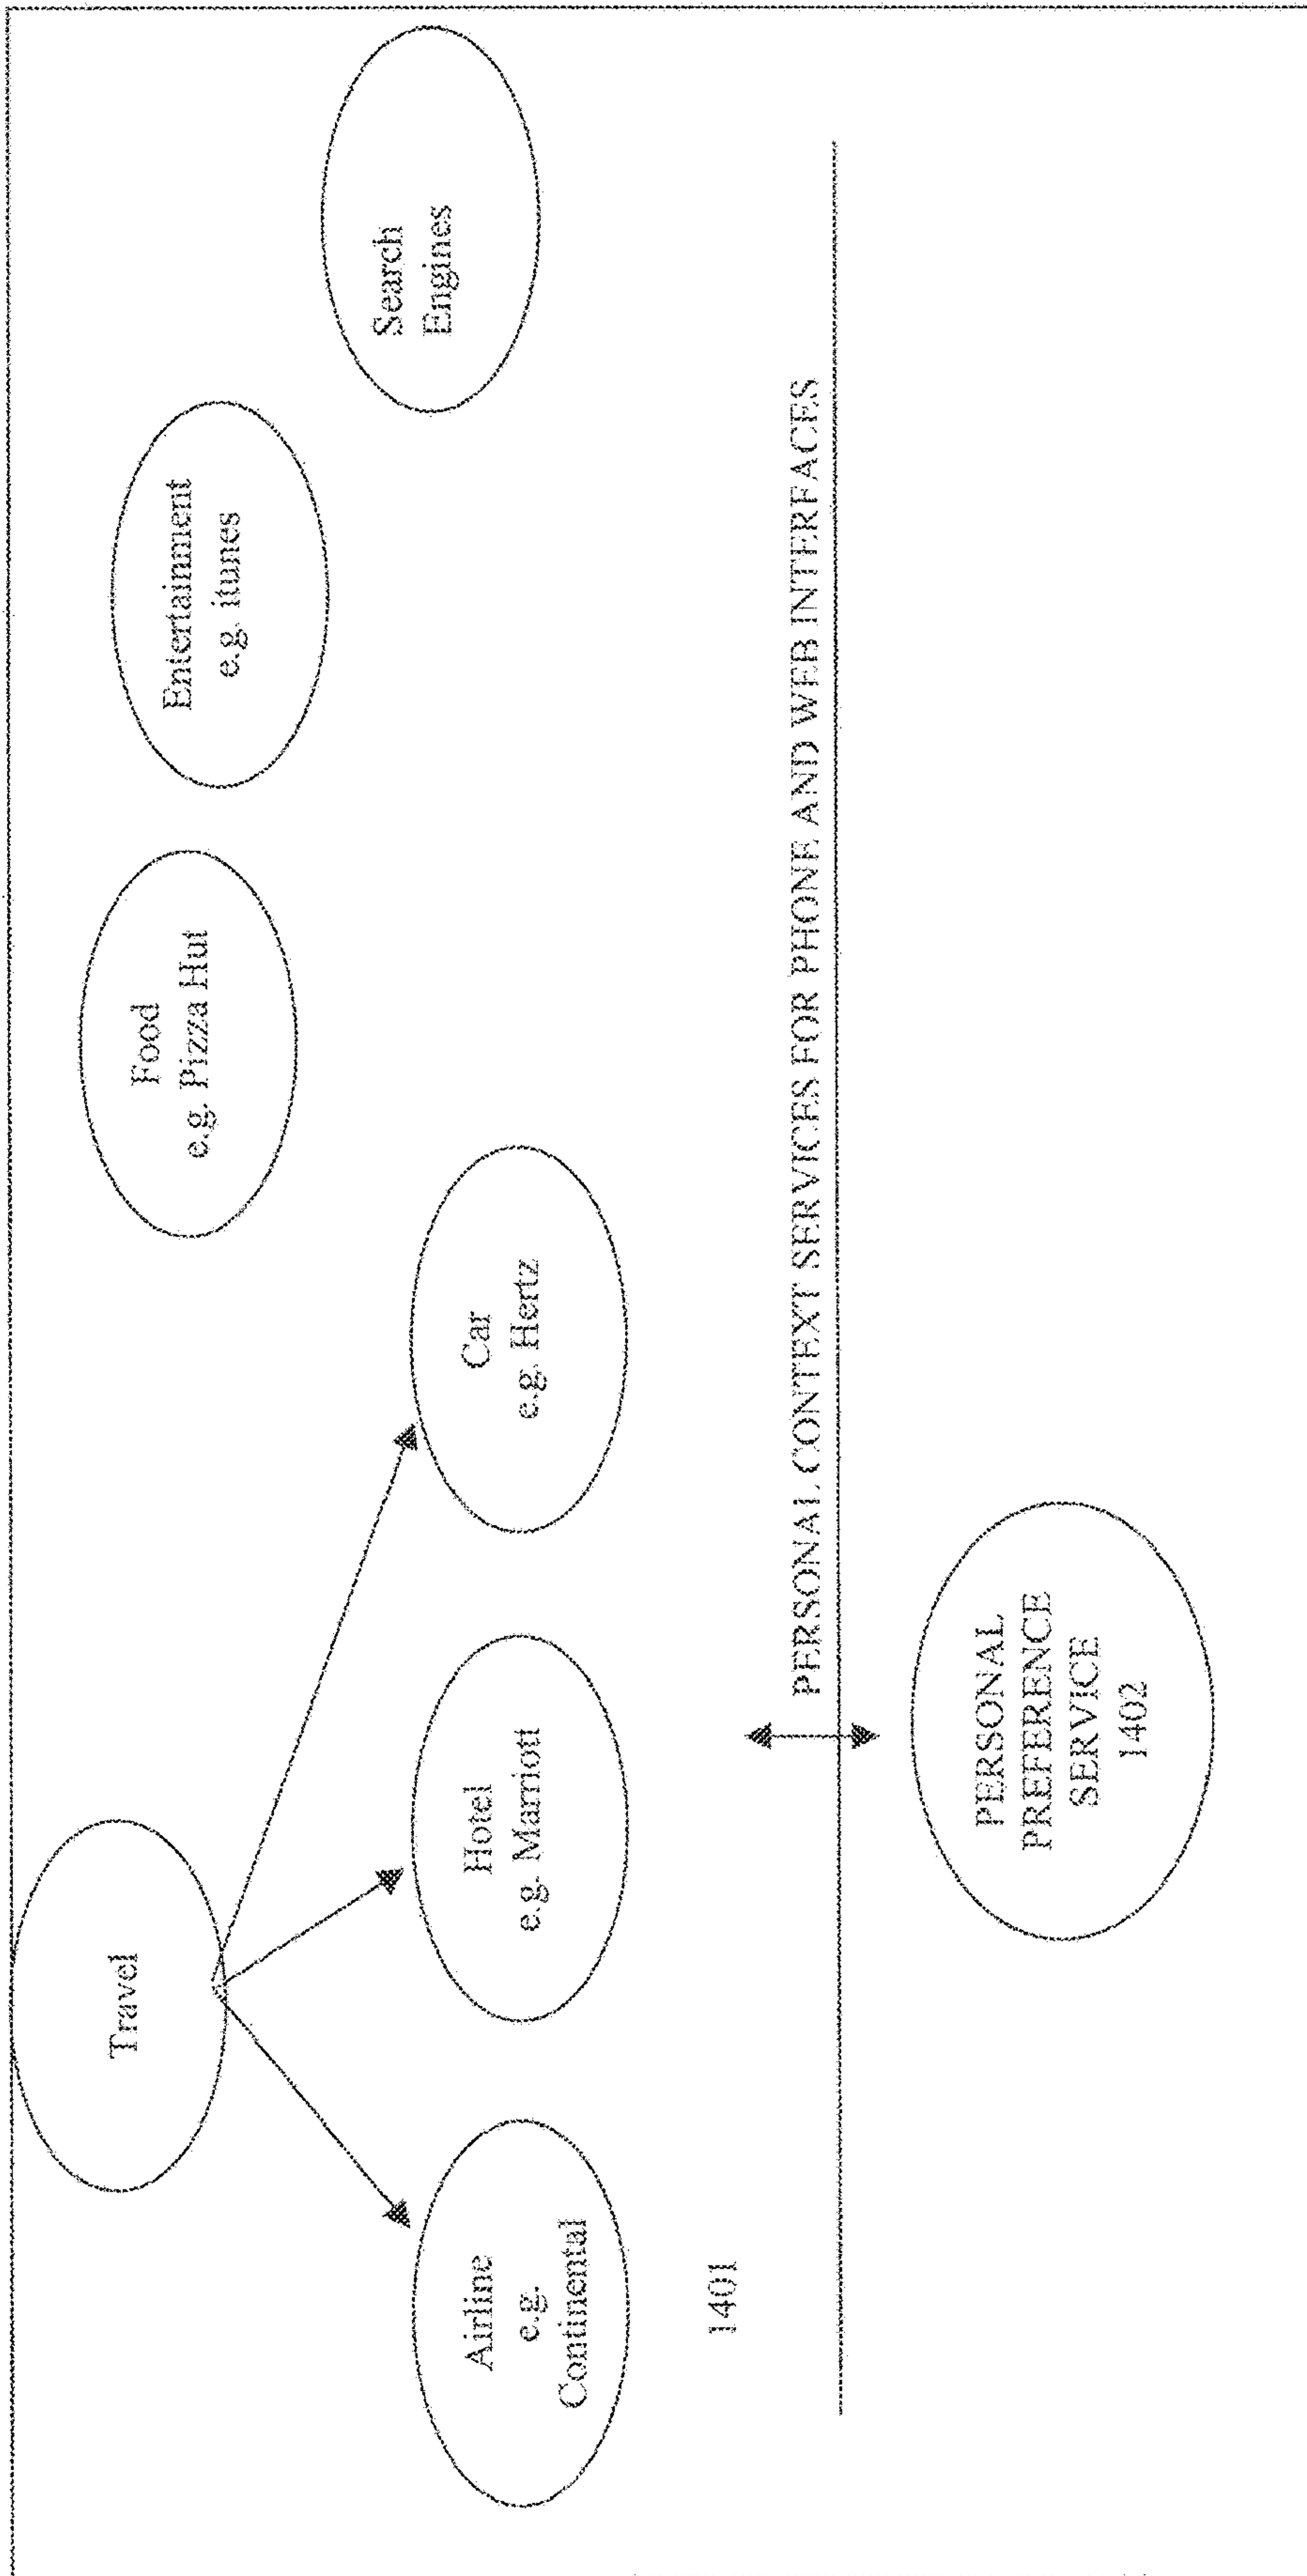 Travel
Food
e.g. Pizza Hut
Entertainment
e.g. itunes
Search
Engines
Airline
e.g.
Continental
Hotel
e.g. Marriott
Car
e.g. Hertz
1401
PERSONAL CONTEXT SERVICES FOR PHONE AND WEB INTERFACES
PERSONAL
PREFERENCE
SERVICE
1402